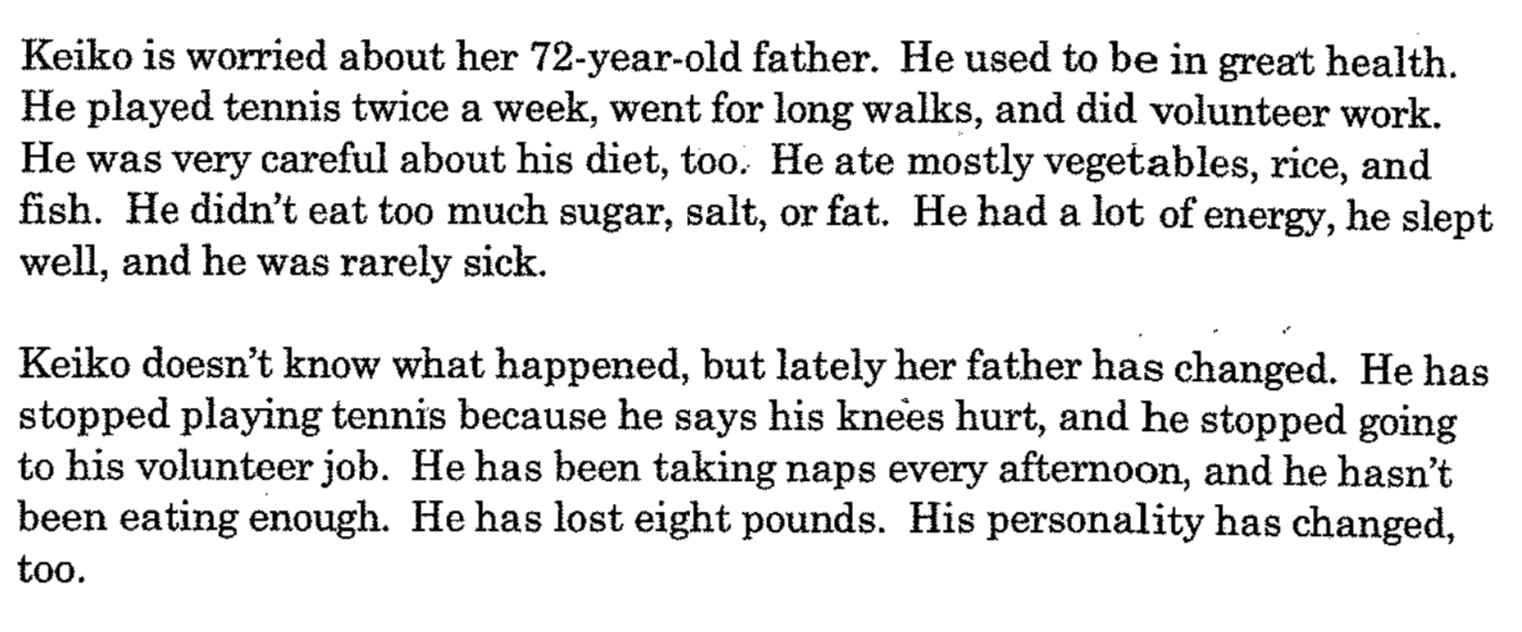 Keiko is worried about her 72-year-old father. He used to be in great health.
He played tennis twice a week, went for long walks, and did volunteer work.
He was very careful about his diet, too. He ate mostly vegetables, rice, and
fish. He didn't eat too much sugar, salt, or fat. He had a lot of energy, he slept
well, and he was rarely sick.
Keiko doesn't know what happened, but lately her father has changed. He has
stopped playing tennis because he says his knees hurt, and he stopped going
to his volunteer job. He has been taking naps every afternoon, and he hasn't
been eating enough. He has lost eight pounds. His personality has changed,
too.